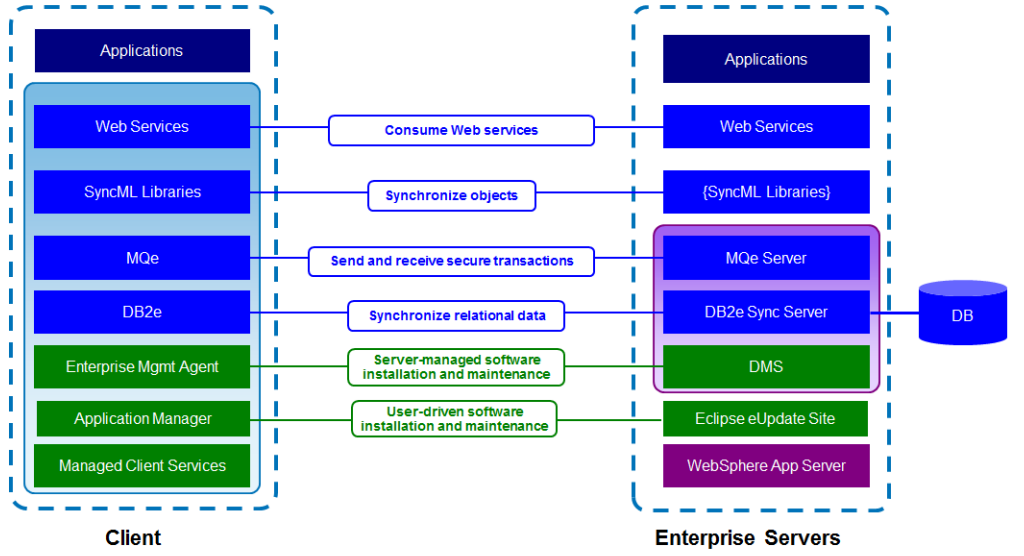 Applications
Applications
Web Services
Consume Web services
Web Services
SyncML Libraries
Synchronize objects
{SyncML Libraries}
MQe
Send and receive secure transactions
MQe Server
DB2e
Synchronize relational data
DB2e Sync Server
DB
Enterprise Mgmt Agent
Server-managed software
installation and maintenance
DMS
Application Manager
User-driven software
installation and maintenance
Eclipse eUpdate Site
Managed Client Services
WebSphere App Server
Client
Enterprise Servers